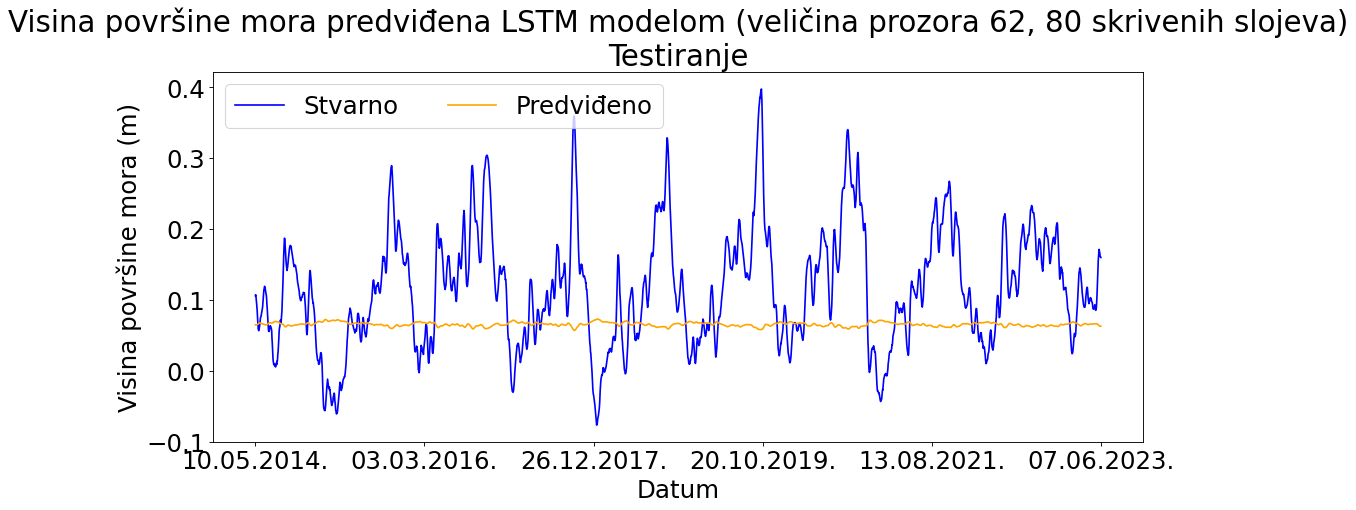 Visina površine mora predviđena LSTM modelom (veličina prozora 62, 80 skrivenih slojeva)
Testiranje
Stvarno
Predviđeno
Visina površine mora (m)
0.4
0.3
0.2
0.1
0.0
−0.1
10.05.2014.
03.03.2016.
26.12.2017.
20.10.2019.
13.08.2021.
07.06.2023.
Datum